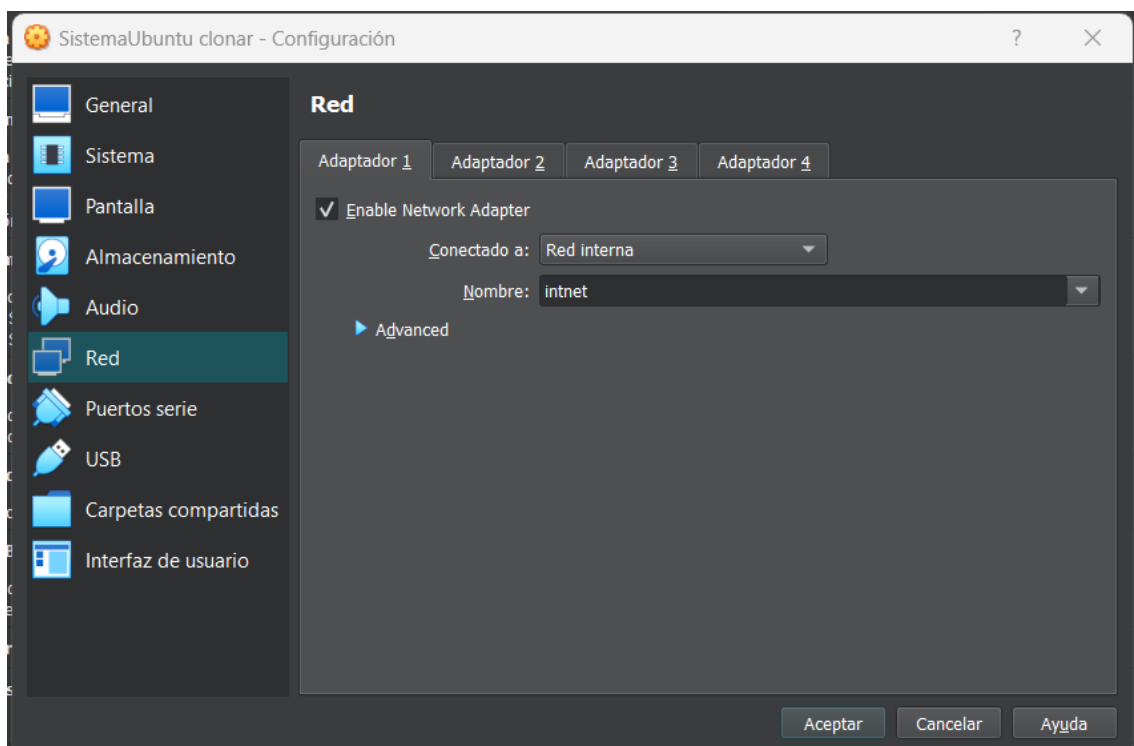 SistemaUbuntu clonar - Configuración
?
General
Sistema
Pantalla
Almacenamiento
Audio
Red
Puertos serie
USB
Carpetas compartidas
Interfaz de usuario
Red
Adaptador 1 Adaptador 2 Adaptador 3 Adaptador 4
Enable Network Adapter
Conectado a: Red interna
Nombre: intnet
Advanced
Aceptar Cancelar Ayuda